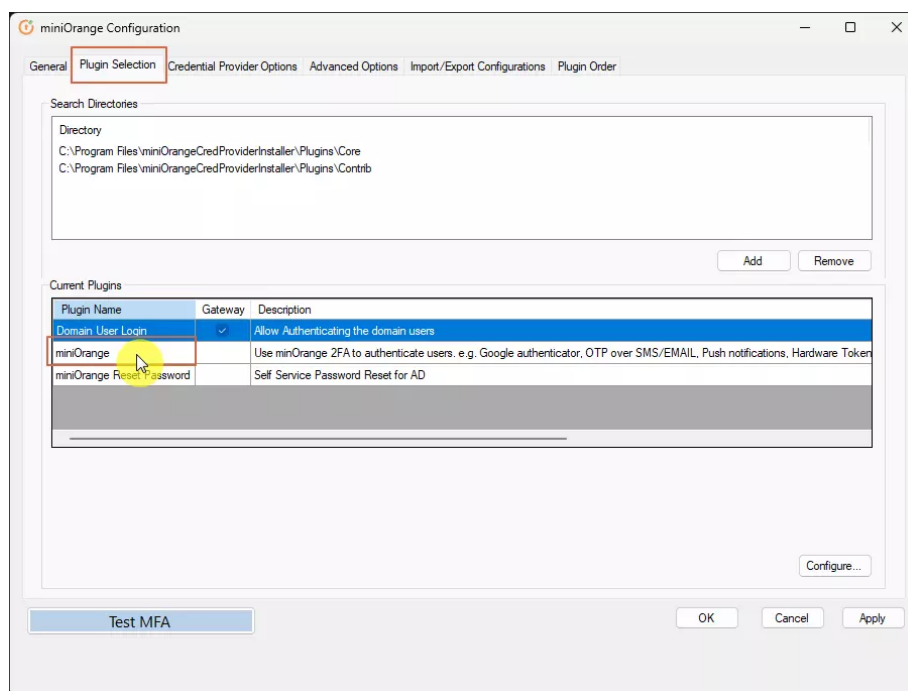 miniOrange Configuration
General Plugin Selection Credential Provider Options Advanced Options Import/Export Configurations Plugin Order
Search Directories
Directory
C:\Program Files\miniOrangeCredProviderInstaller\Plugins\Core
C:\Program Files\miniOrangeCredProviderInstaller\Plugins\Contrib
Add Remove
Current Plugins
Plugin Name Gateway Description
Domain User Login Allow Authenticating the domain users
miniOrange Use minOrange 2FA to authenticate users. e.g. Google authenticator, OTP over SMS/EMAIL, Push notifications, Hardware Token
miniOrange Reset Password Self Service Password Reset for AD
Configure...
Test MFA OK Cancel Apply